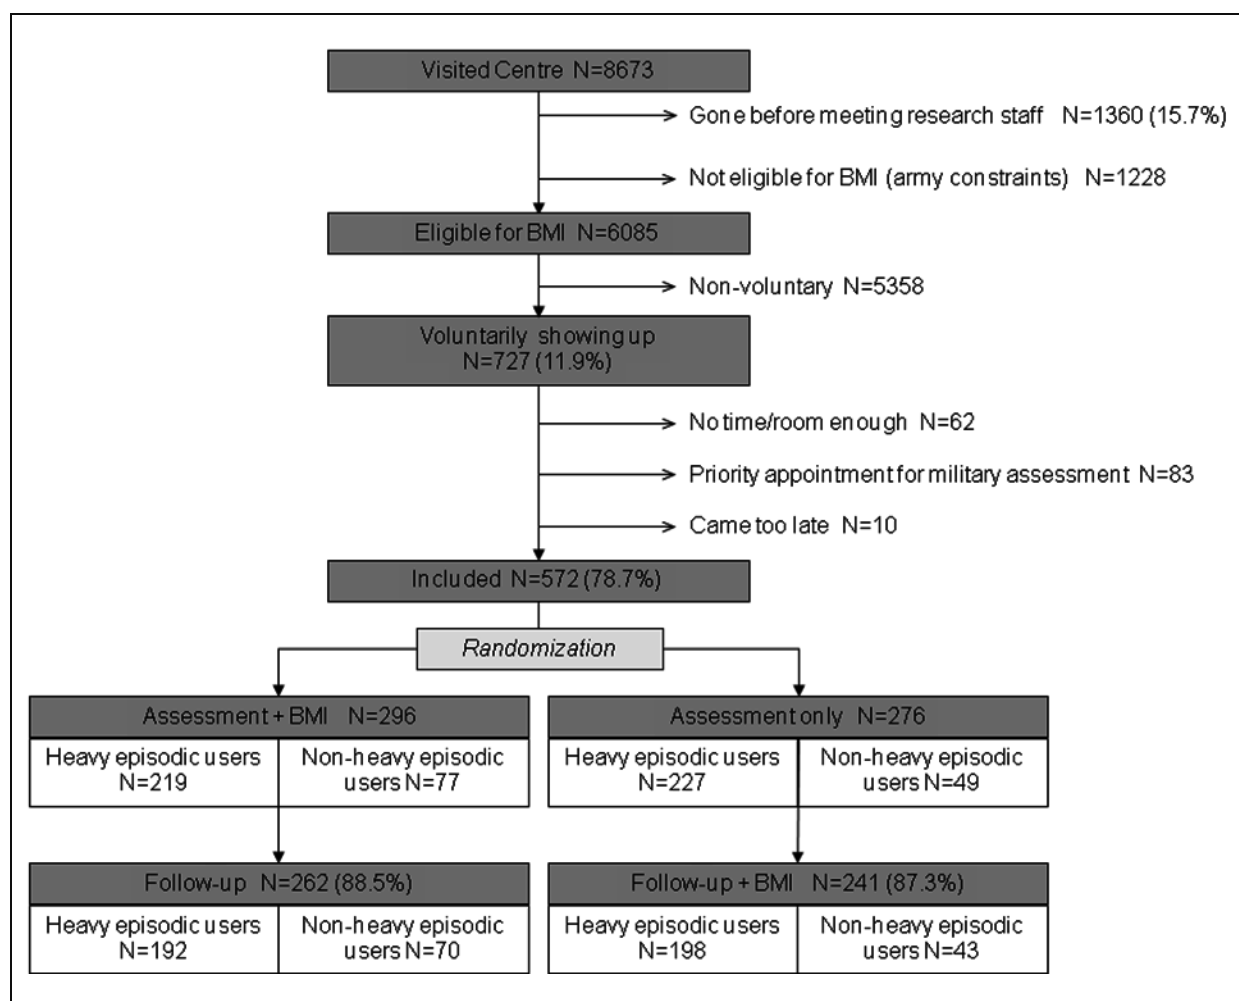 Visited Centre N=8673
Gone before meeting research staff N=1360 (15.7%)
Not eligible for BMI (army constraints) N=1228
Eligible for BMI N=6085
Non-voluntary N=5358
Voluntarily showing up
N=727 (11.9%)
No time/room enough N=62
Priority appointment for military assessment N=83
Came too late N=10
Included N=572 (78.7%)
Randomization
Assessment + BMI N=296
Heavy episodic users
N=219
Non-heavy episodic
users N=77
Assessment only N=276
Heavy episodic users
N=227
Non-heavy episodic
users N=49
Follow-up N=262 (88.5%)
Heavy episodic users
N=192
Non-heavy episodic
users N=70
Follow-up + BMI N=241 (87.3%)
Heavy episodic users
N=198
Non-heavy episodic
users N=43